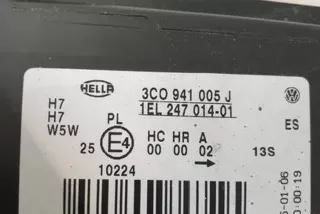 HELLA
3C0 941 005 J
1EL 247 014-01
H7
H7
W5W
PL
ES
25
E4
HC HR A
00 00 02
13S
10224